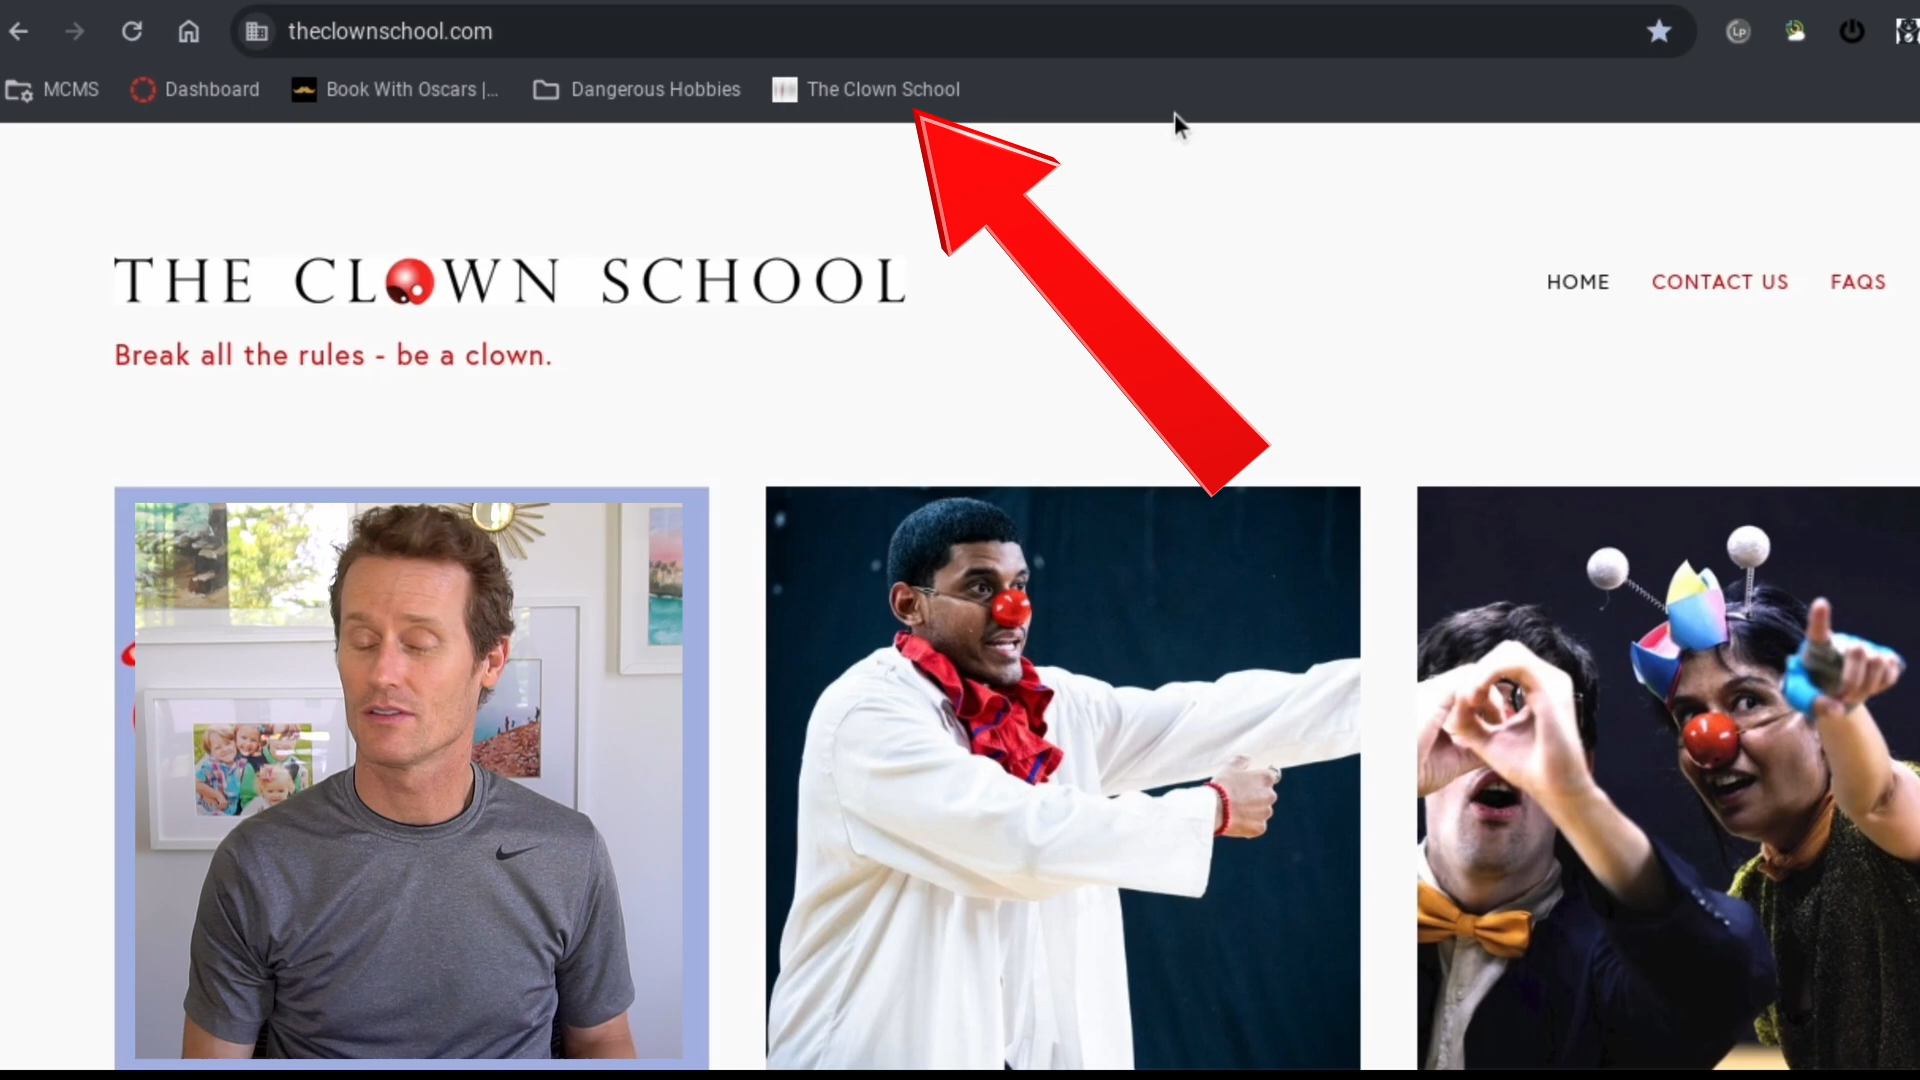 theclownschool.com
LP
MCMS
Dashboard
Book With Oscars |...
Dangerous Hobbies
The Clown School
THE CLOWN SCHOOL
HOME
CONTACT US
FAQS
Break all the rules - be a clown.